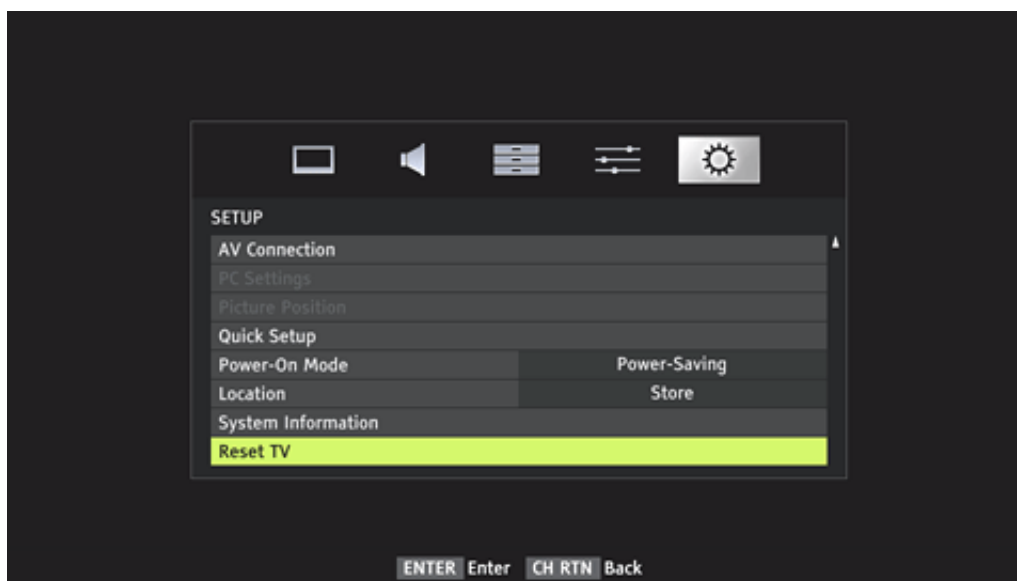 SETUP
AV Connection
PC Settings
Picture Position
Quick Setup
Power-On Mode Power-Saving
Location Store
System Information
Reset TV
ENTER Enter CH RTN Back